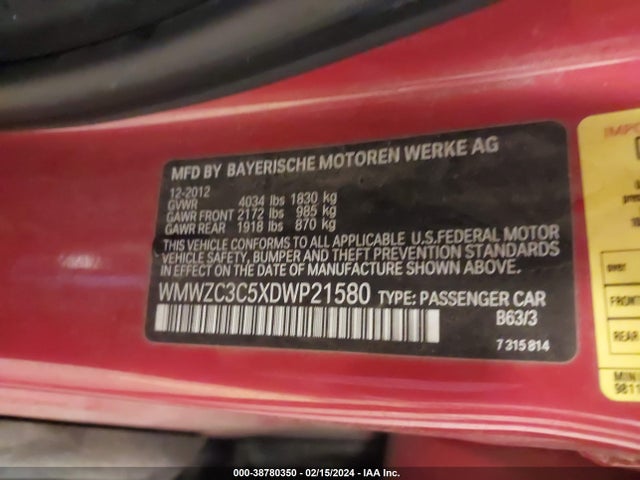 MFD BY BAYERISCHE MOTOREN WERKE AG
12-2012
GVWR 4034 lbs 1830 kg
GAWR FRONT 2172 lbs 985 kg
GAWR REAR 1918 lbs 870 kg
THIS VEHICLE CONFORMS TO ALL APPLICABLE U.S.FEDERAL MOTOR
VEHICLE SAFETY, BUMPER AND THEFT PREVENTION STANDARDS
IN EFFECT ON THE DATE OF MANUFACTURE SHOWN ABOVE.
WMWZC3C5XDWP21580 TYPE: PASSENGER CAR
B63/3
7 315 814
FRONT
REAR
MINI
9811
000-38780350 - 02/15/2024 - IAA Inc.